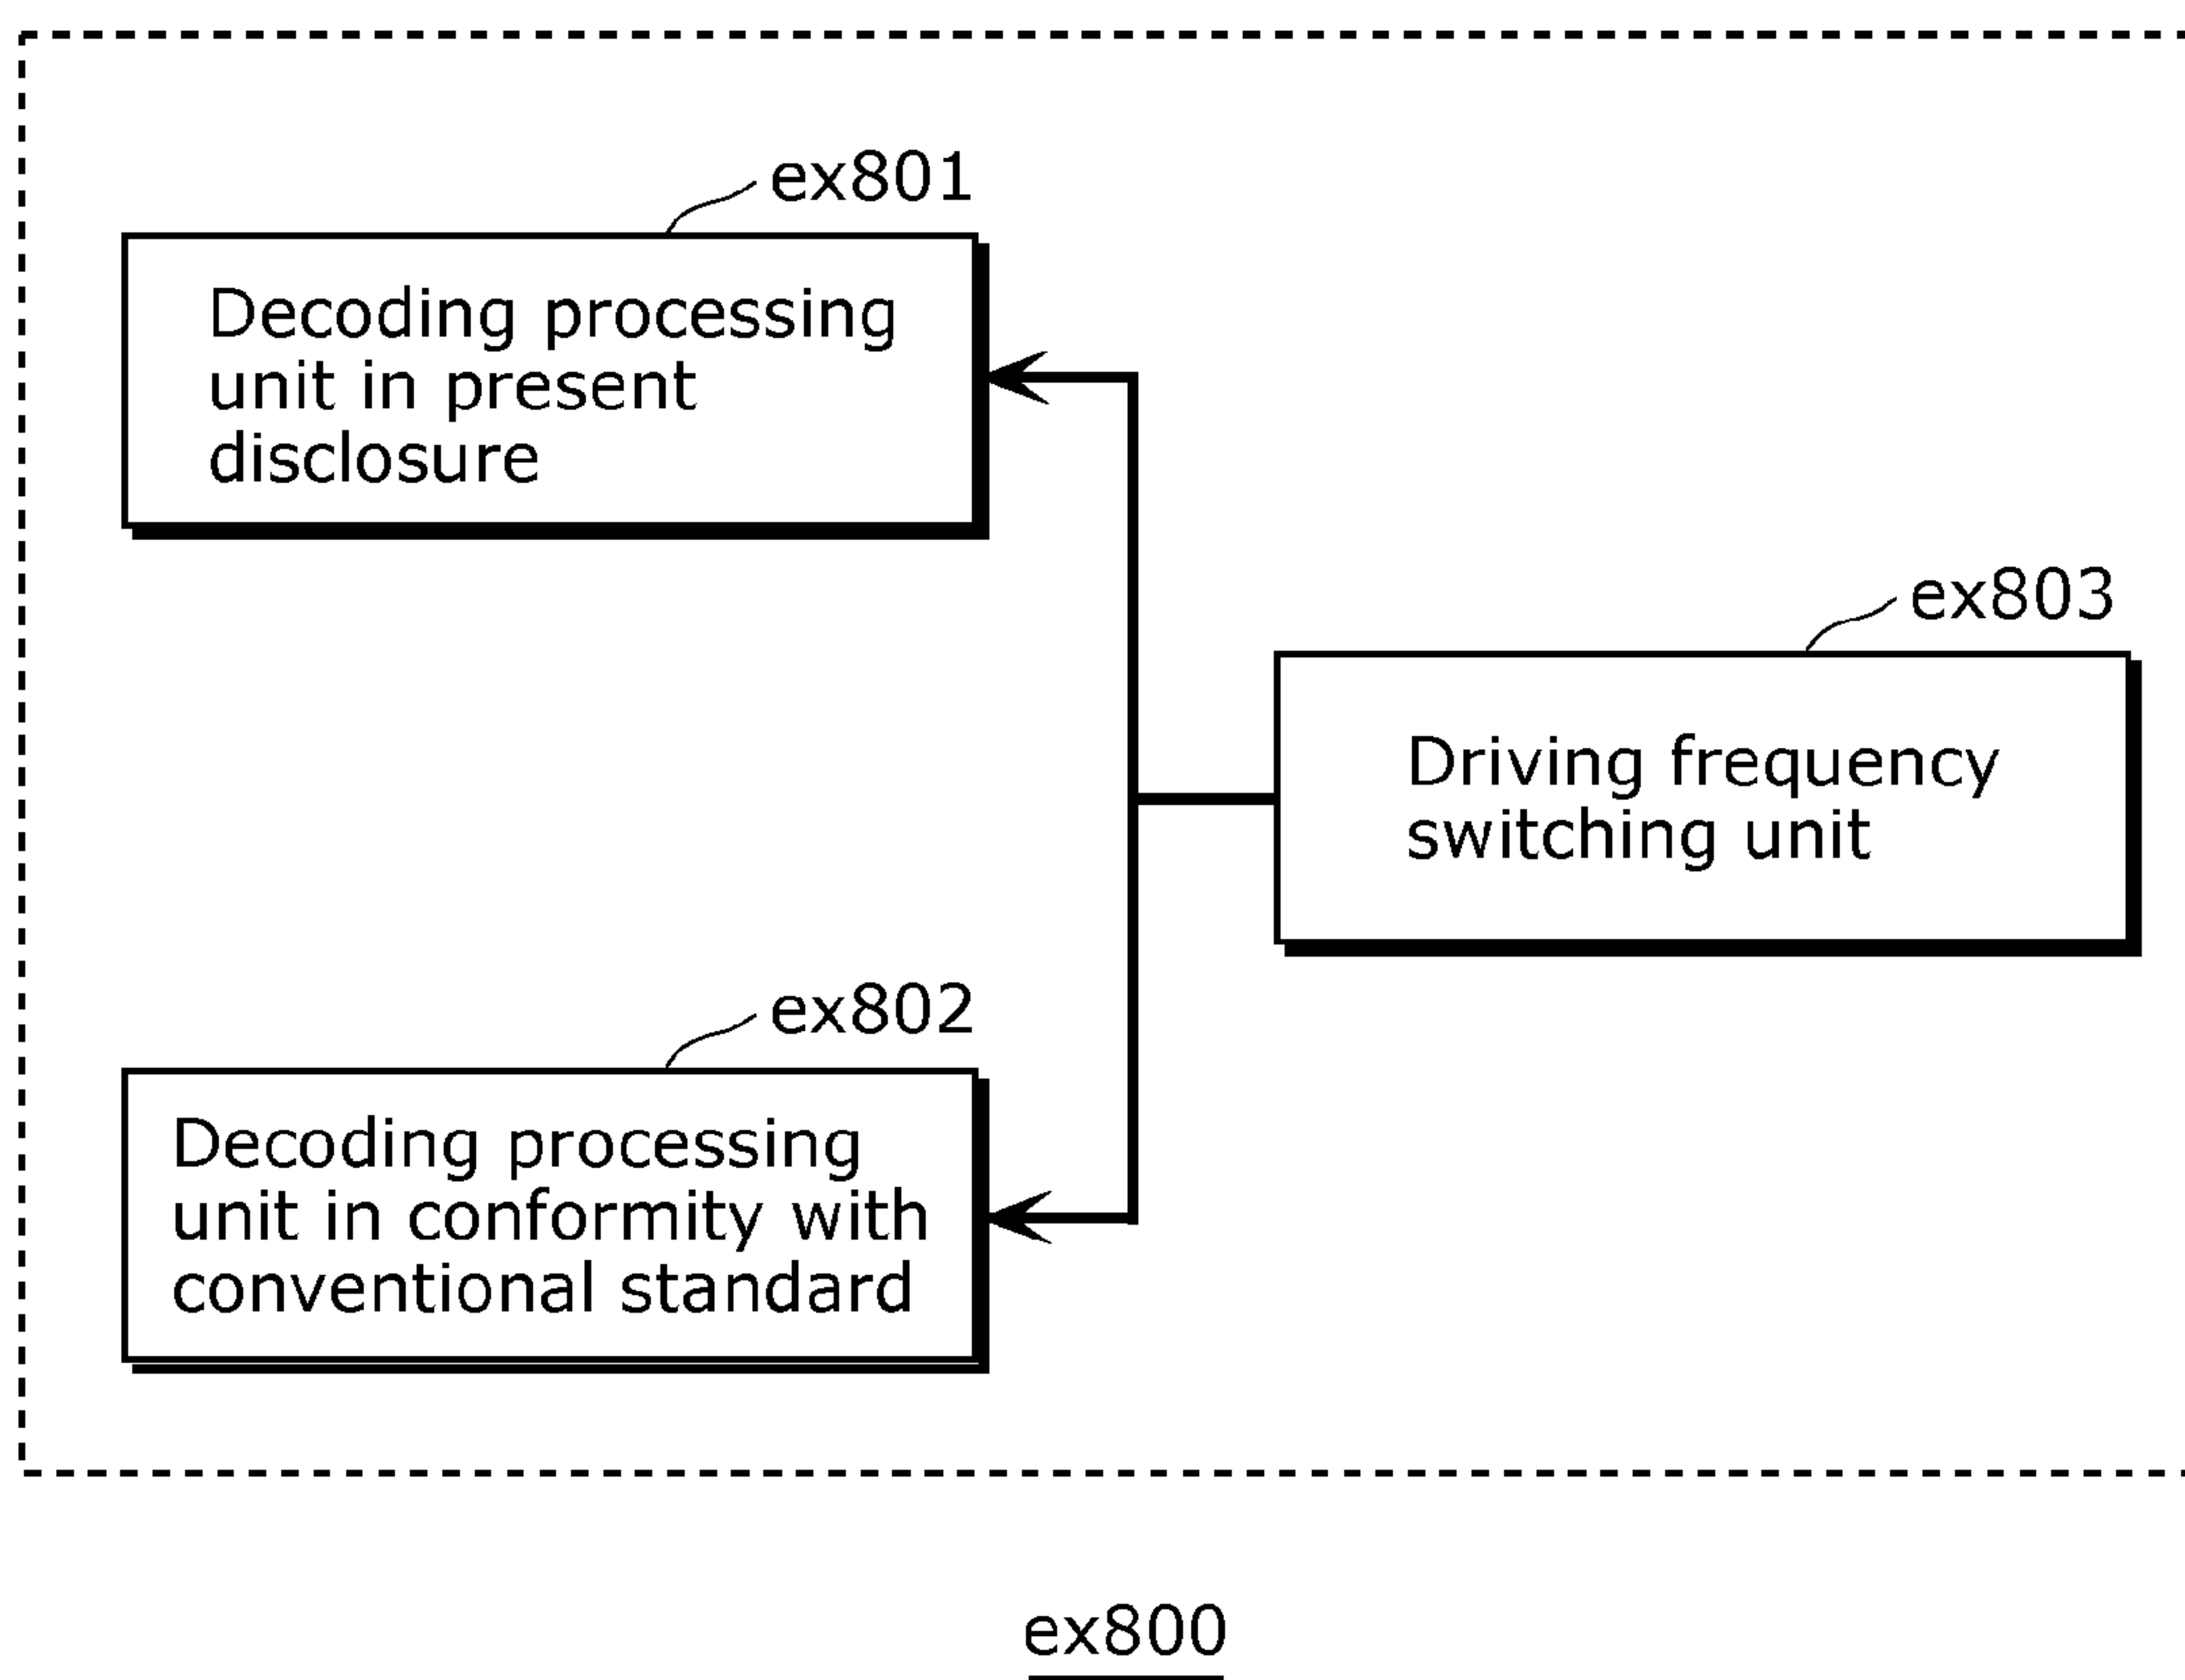 ex801
Decoding processing
unit in present
disclosure
ex803
Driving frequency
switching unit
ex802
Decoding processing
unit in conformity with
conventional standard
ex800